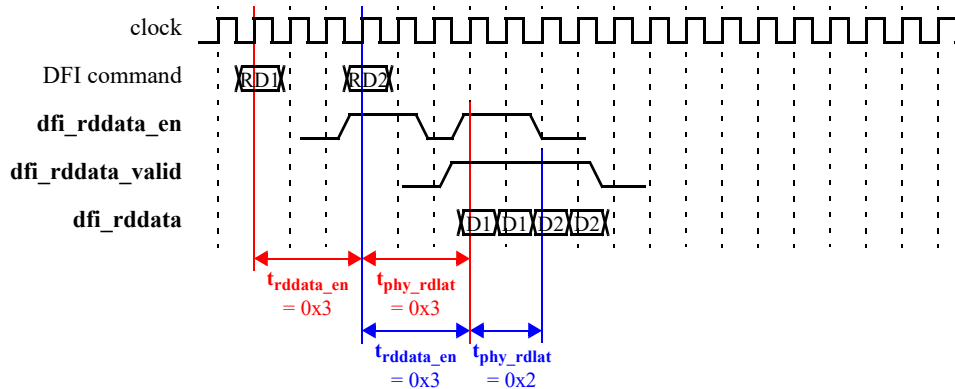 clock
DFI command RD1 RD2
dfi_rddata_en
dfi_rddata_valid
dfi_rddata D1 D1 D2 D2
trddata_en tphy_rdlat
= 0x3 = 0x3
trddata_en tphy_rdlat
= 0x3 = 0x2